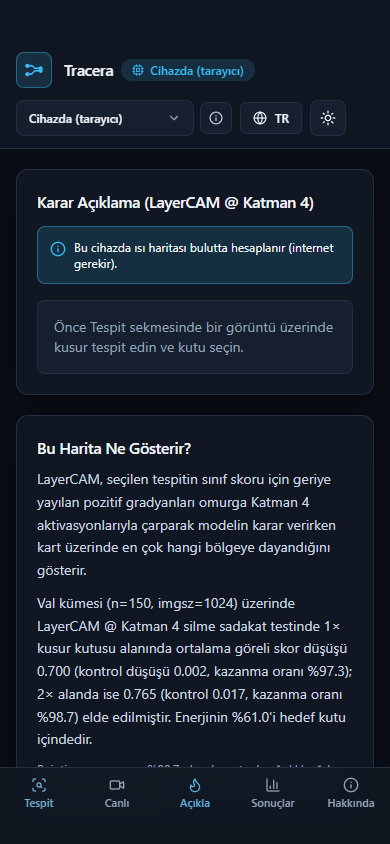 Tracera
Cihazda (tarayıcı)
Cihazda (tarayıcı)
TR
Karar Açıklama (LayerCAM @ Katman 4)
Bu cihazda ısı haritası bulutta hesaplanır (internet
gerekir).
Önce Tespit sekmesinde bir görüntü üzerinde
kusur tespit edin ve kutu seçin.
Bu Harita Ne Gösterir?
LayerCAM, seçilen tespitin sınıf skoru için geriye
yayılan pozitif gradyanları omurga Katman 4
aktivasyonlarıyla çarparak modelin karar verirken
kart üzerinde en çok hangi bölgeye dayandığını
gösterir.
Val kümesi (n=150, imgsz=1024) üzerinde
LayerCAM @ Katman 4 silme sadakat testinde 1×
kusur kutusu alanında ortalama göreli skor düşüşü
0.700 (kontrol düşüşü 0.002, kazanma oranı %97.3);
2× alanda ise 0.765 (kontrol 0.017, kazanma oranı
%98.7) elde edilmiştir. Enerjinin %61.0'i hedef kutu
içindedir.
Tespit
Canlı
Açıkla
Sonuçlar
Hakkında